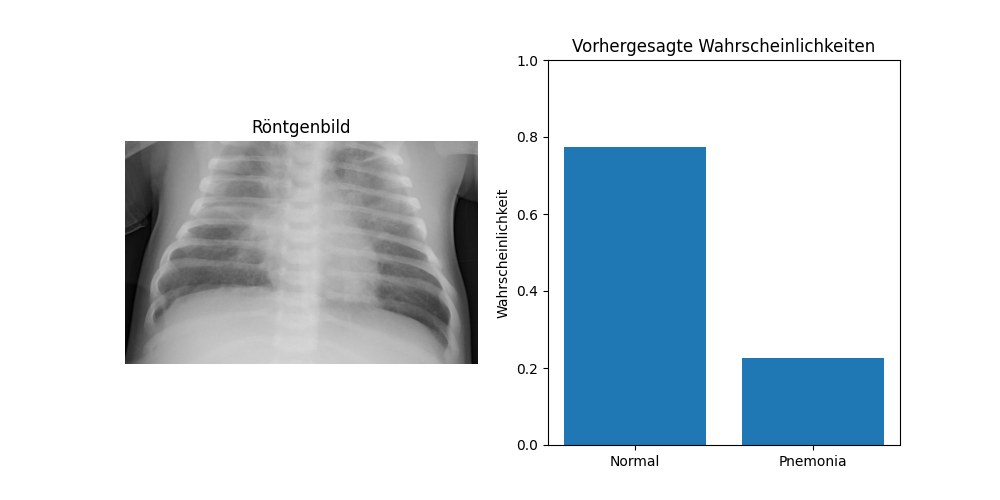 Röntgenbild
Vorhergesagte Wahrscheinlichkeiten
Wahrscheinlichkeit
1.0
0.8
0.6
0.4
0.2
0.0
Normal
Pnemonia